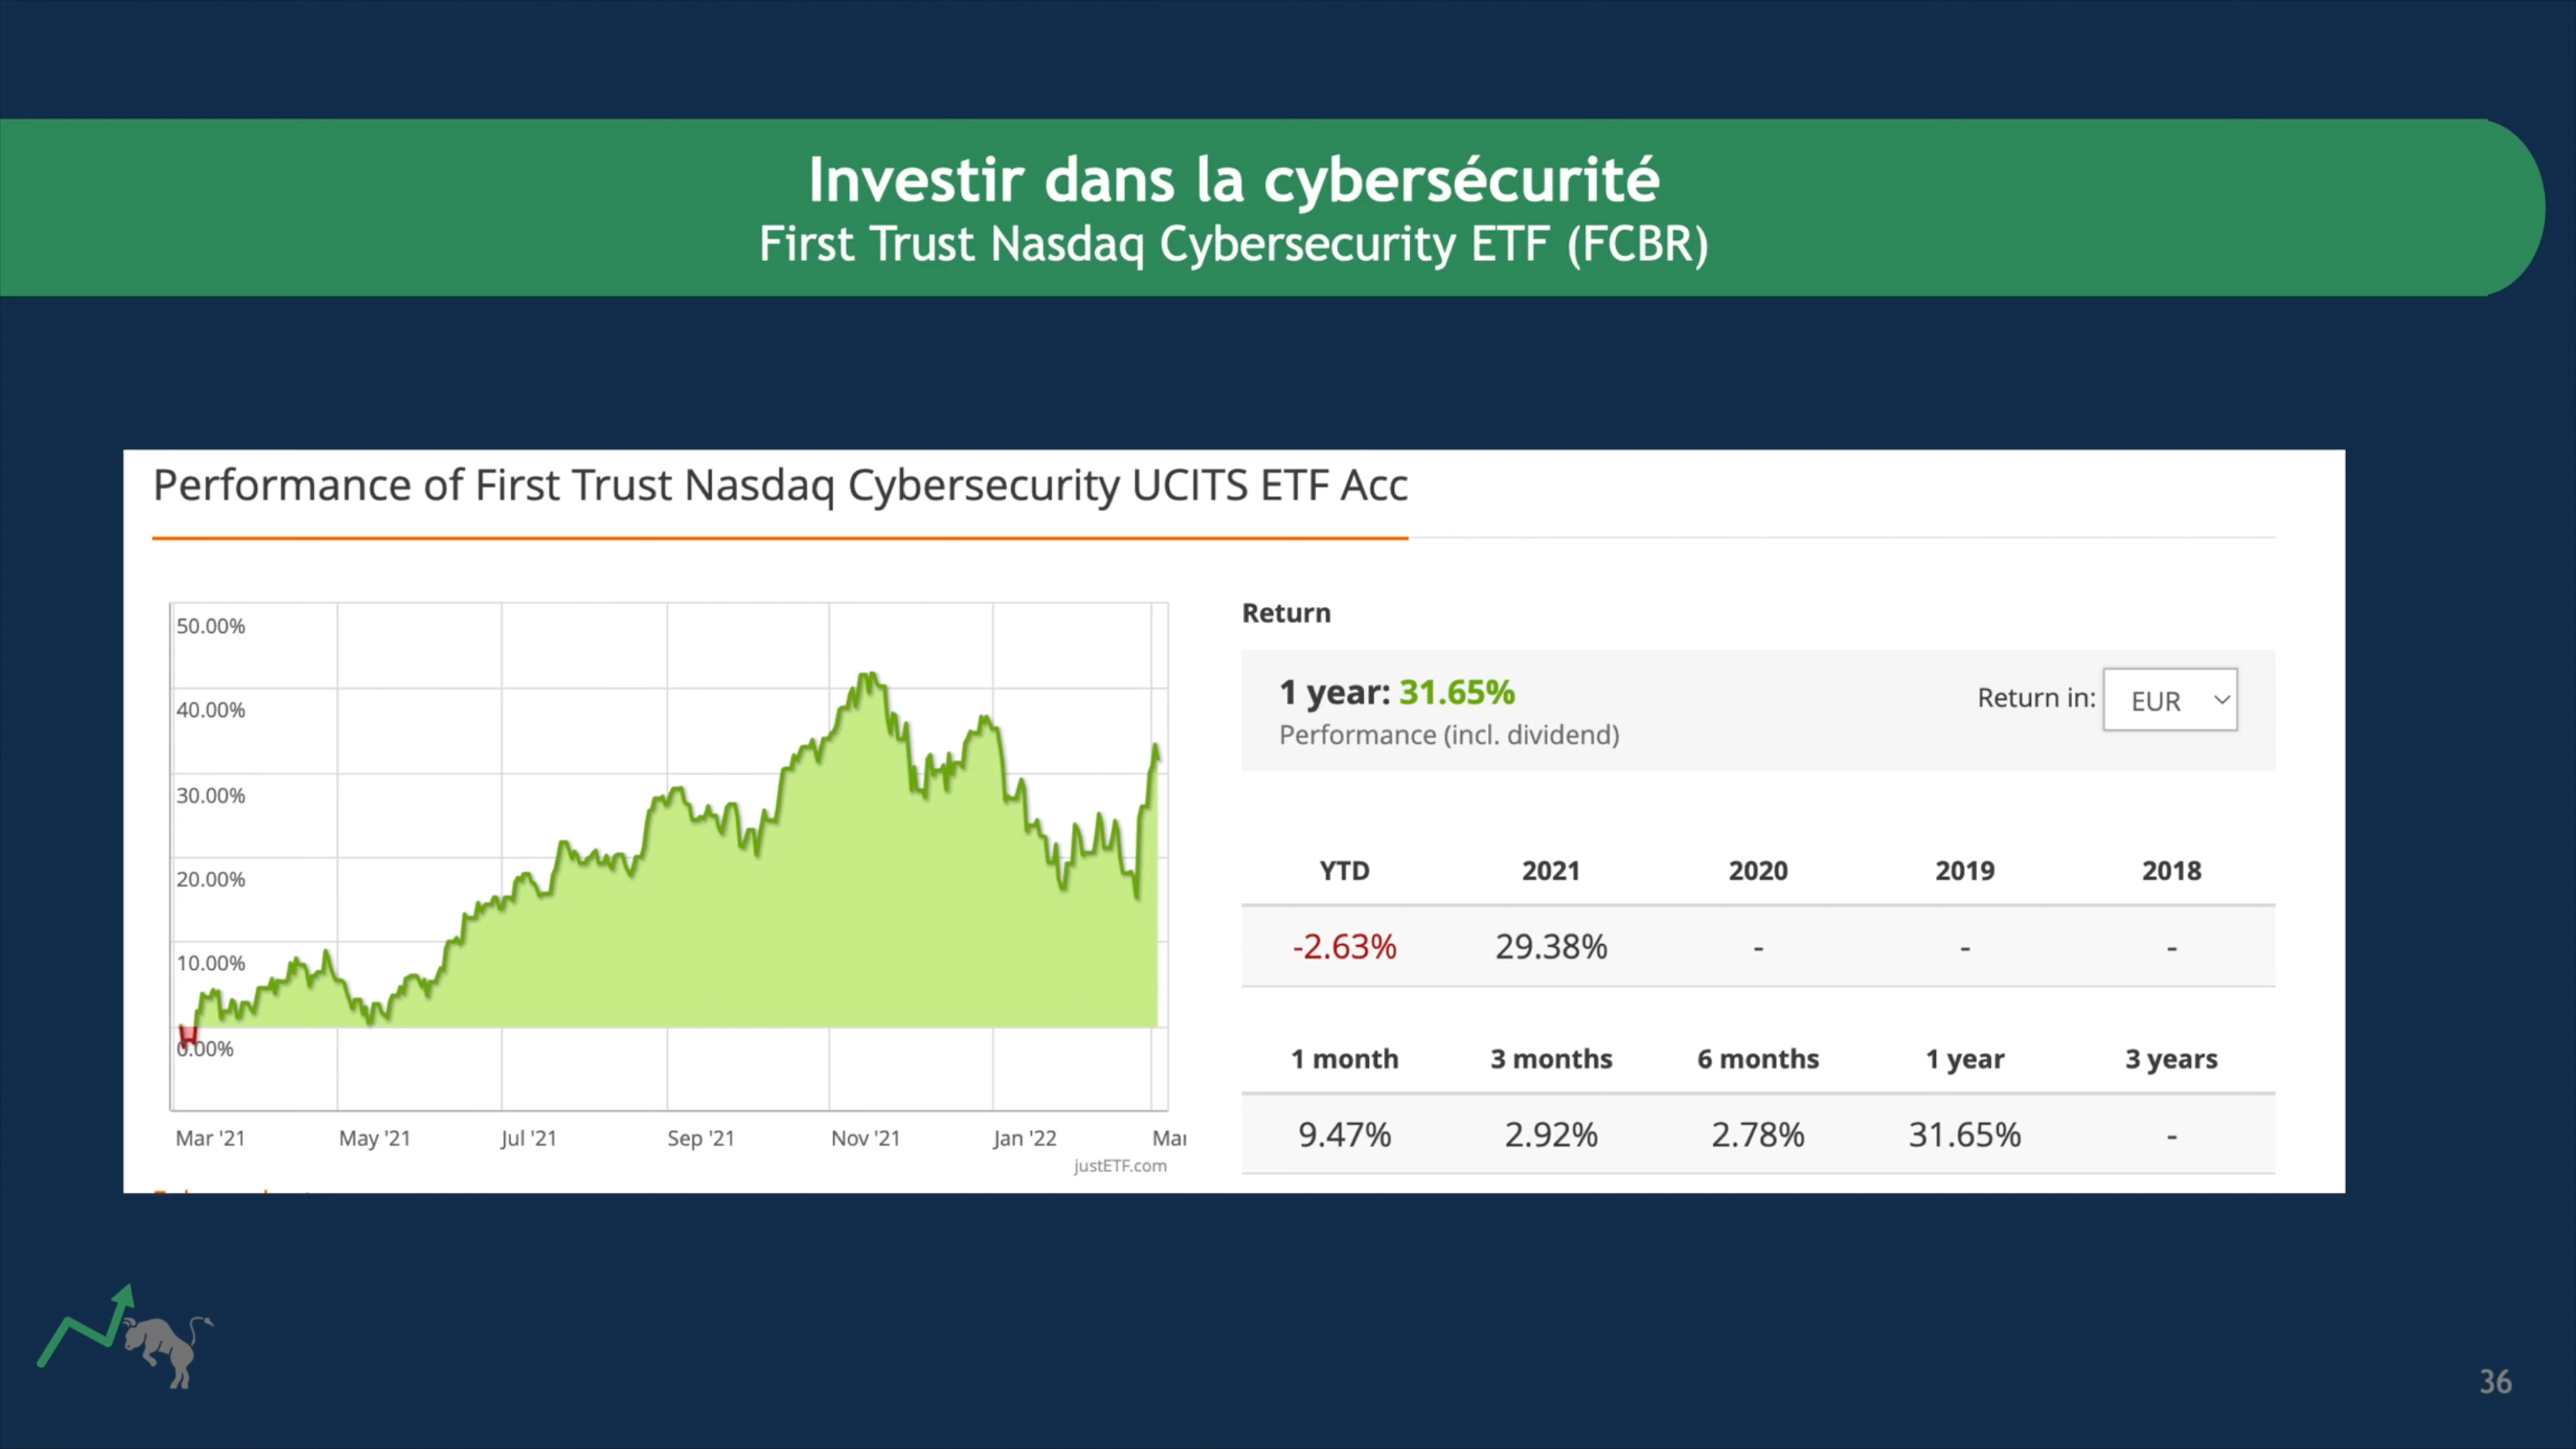 Investir dans la cybersécurité
First Trust Nasdaq Cybersecurity ETF (FCBR)
Performance of First Trust Nasdaq Cybersecurity UCITS ETF Acc
50.00%
40.00%
30.00%
20.00%
10.00%
0.00%
Mar '21 May '21 Jul '21 Sep '21 Nov '21 Jan '22 Mar
justETF.com
Return
1 year: 31.65%
Performance (incl. dividend)
Return in: EUR
YTD 2021 2020 2019 2018
-2.63% 29.38% - - -
1 month 3 months 6 months 1 year 3 years
9.47% 2.92% 2.78% 31.65% -
36